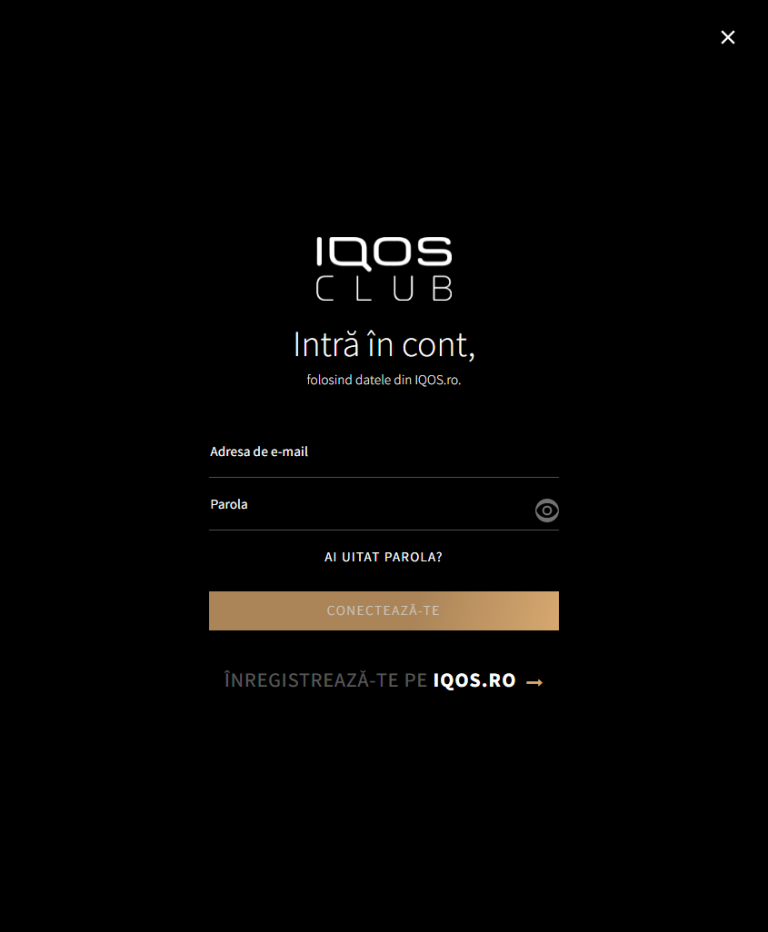 IQOS
CLUB
Intră în cont,
folosind datele din IQOS.ro.
Adresa de e-mail
Parola
AI UITAT PAROLA?
CONECTEAZĂ-TE
ÎNREGISTREAZĂ-TE PE IQOS.RO →